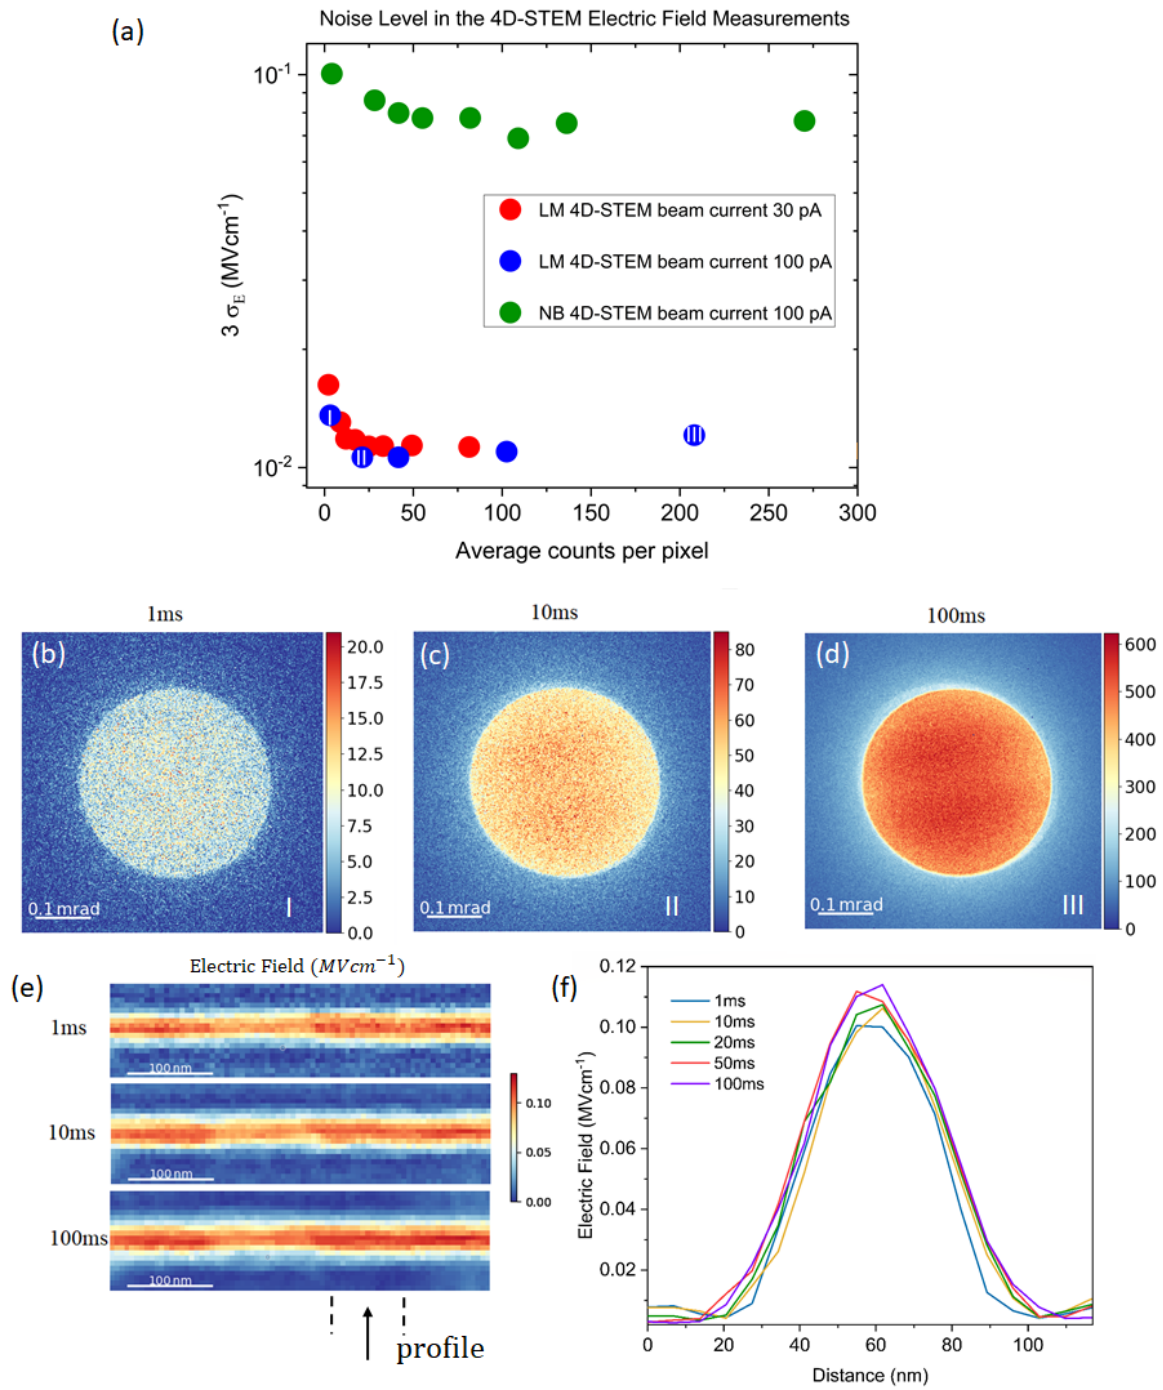 Noise Level in the 4D-STEM Electric Field Measurements
(a)
10⁻¹
10⁻²
3 σE (MVcm⁻¹)
LM 4D-STEM beam current 30 pA
LM 4D-STEM beam current 100 pA
NB 4D-STEM beam current 100 pA
I
II
III
0 50 100 150 200 250 300
Average counts per pixel
1ms
(b)
0.1 mrad
I
20.0
17.5
15.0
12.5
10.0
7.5
5.0
2.5
0.0
10ms
(c)
0.1 mrad
II
80
70
60
50
40
30
20
10
0
100ms
(d)
0.1 mrad
III
600
500
400
300
200
100
0
(e)
Electric Field (MVcm⁻¹)
1ms
100 nm
10ms
100 nm
100ms
100 nm
0.10
0.05
0.00
profile
(f)
0.12
0.10
0.08
0.06
0.04
0.02
Electric Field (MVcm⁻¹)
1ms
10ms
20ms
50ms
100ms
0 20 40 60 80 100
Distance (nm)